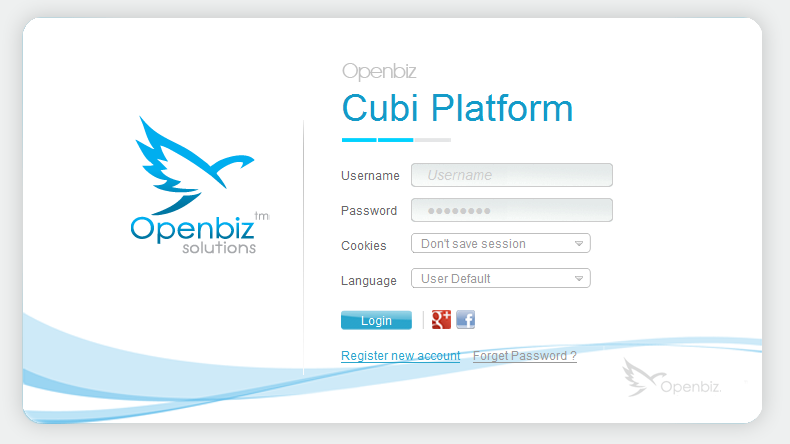 Openbiz
Cubi Platform
Openbiz tm
solutions
Username Username
Password ●●●●●●●●
Cookies Don't save session
Language User Default
Login g+ f
Register new account Forget Password ?
Openbiz.